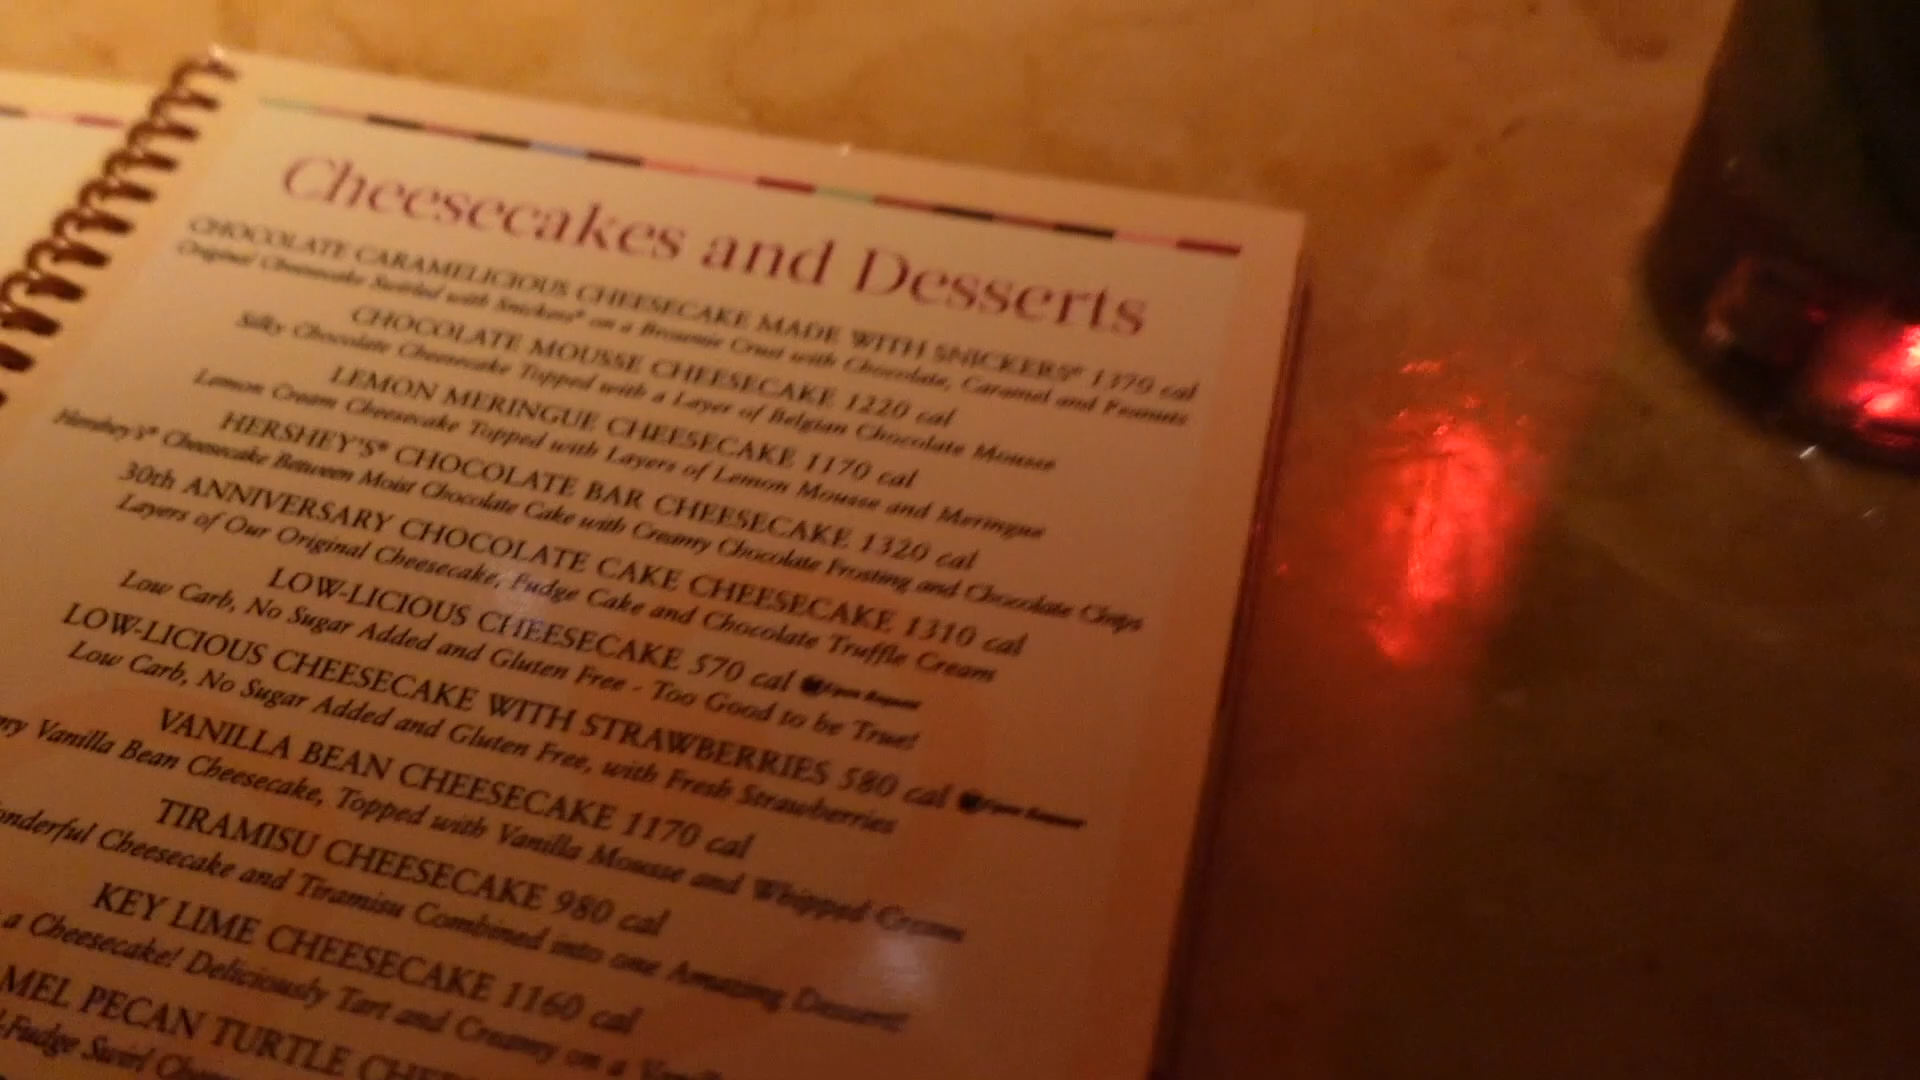 Cheesecakes and Desserts
CHOCOLATE CARAMELICIOUS CHEESECAKE MADE WITH SNICKERS® 1370 cal
Original Cheesecake Swirled with Snickers® on a Brownie Crust with Chocolate, Caramel and Peanuts
CHOCOLATE MOUSSE CHEESECAKE 1220 cal
Silky Chocolate Cheesecake Topped with a Layer of Belgian Chocolate Mousse
LEMON MERINGUE CHEESECAKE 1170 cal
Lemon Cream Cheesecake Topped with Layers of Lemon Mousse and Meringue
HERSHEY'S® CHOCOLATE BAR CHEESECAKE 1320 cal
Hershey's® Cheesecake Between Moist Chocolate Cake with Creamy Chocolate Frosting and Chocolate Chips
30th ANNIVERSARY CHOCOLATE CAKE CHEESECAKE 1310 cal
Layers of Our Original Cheesecake, Fudge Cake and Chocolate Truffle Cream
LOW-LICIOUS CHEESECAKE 570 cal
Low Carb, No Sugar Added and Gluten Free - Too Good to be True!
LOW-LICIOUS CHEESECAKE WITH STRAWBERRIES 580 cal
Low Carb, No Sugar Added and Gluten Free, with Fresh Strawberries
VANILLA BEAN CHEESECAKE 1170 cal
Vanilla Bean Cheesecake, Topped with Vanilla Mousse and Whipped Cream
TIRAMISU CHEESECAKE 980 cal
onderful Cheesecake and Tiramisu Combined into one Amazing Dessert!
KEY LIME CHEESECAKE 1160 cal
a Cheesecake! Deliciously Tart and Creamy on a
MEL PECAN TURTLE
Fudge Swirl